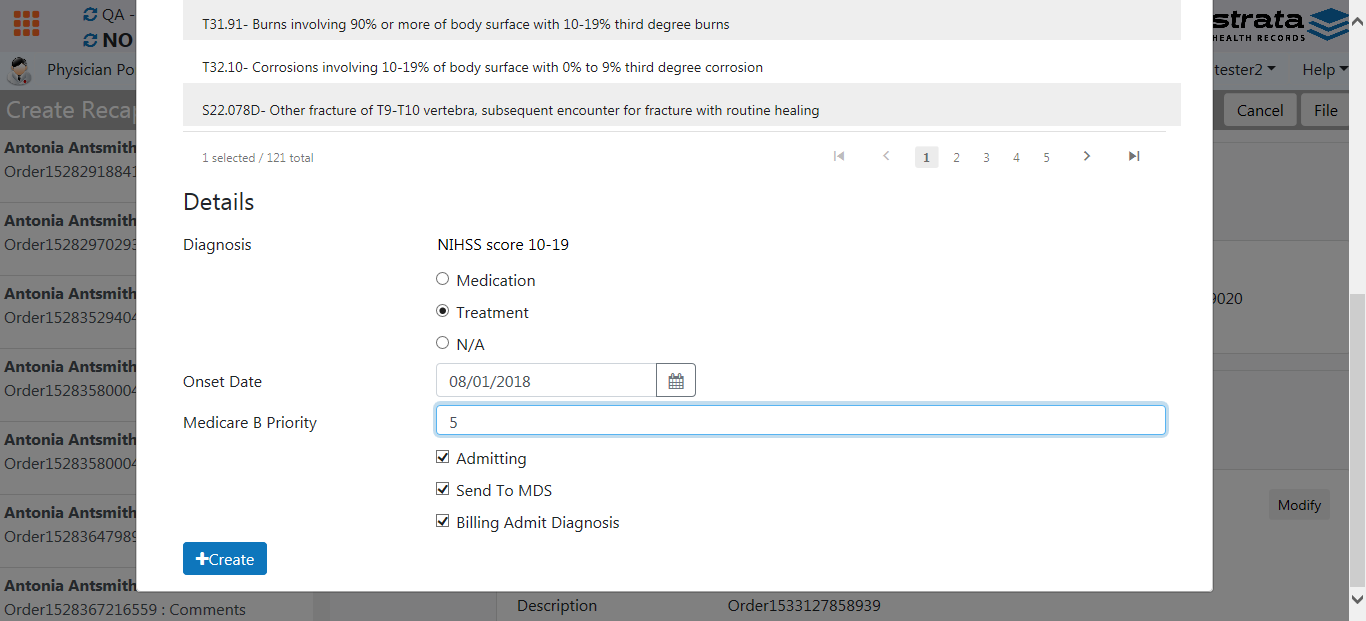 QA -
NO
Physician Po
Create Recap
Antonia Antsmith
Order15282918841
Antonia Antsmith
Order15282970293
Antonia Antsmith
Order15283529404
Antonia Antsmith
Order15283580004
Antonia Antsmith
Order15283580004
Antonia Antsmith
Order15283647989
Antonia Antsmith
Order1528367216559 : Comments
T31.91- Burns involving 90% or more of body surface with 10-19% third degree burns
T32.10- Corrosions involving 10-19% of body surface with 0% to 9% third degree corrosion
S22.078D- Other fracture of T9-T10 vertebra, subsequent encounter for fracture with routine healing
1 selected / 121 total
1 2 3 4 5
Details
Diagnosis NIHSS score 10-19
Medication
Treatment
N/A
Onset Date 08/01/2018
Medicare B Priority 5
Admitting
Send To MDS
Billing Admit Diagnosis
Create
Description Order1533127858939
strata
HEALTH RECORDS
tester2 Help
Cancel File
9020
Modify